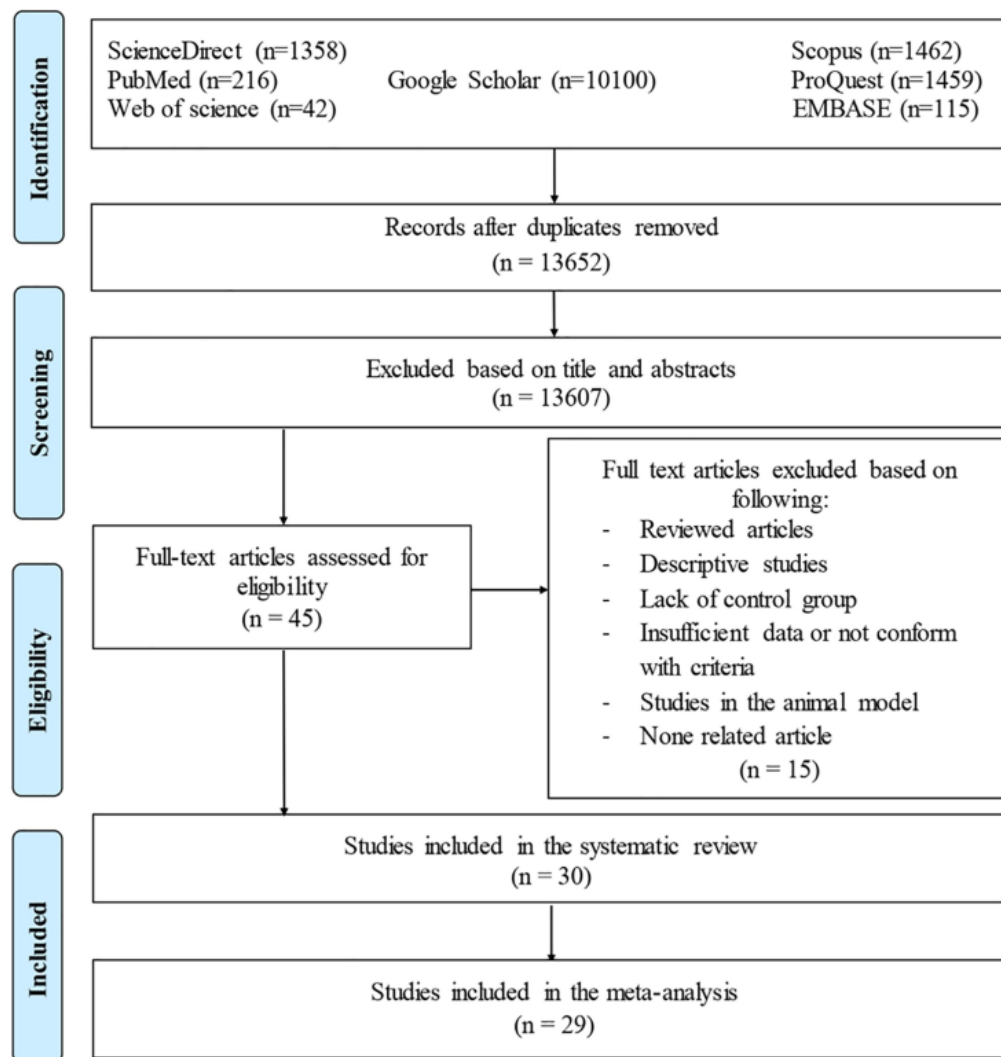 Identification
ScienceDirect (n=1358)
PubMed (n=216)
Web of science (n=42)
Google Scholar (n=10100)
Scopus (n=1462)
ProQuest (n=1459)
EMBASE (n=115)
Records after duplicates removed
(n = 13652)
Screening
Excluded based on title and abstracts
(n = 13607)
Full text articles excluded based on
following:
- Reviewed articles
- Descriptive studies
- Lack of control group
- Insufficient data or not conform
with criteria
- Studies in the animal model
- None related article
(n = 15)
Eligibility
Full-text articles assessed for
eligibility
(n = 45)
Included
Studies included in the systematic review
(n = 30)
Studies included in the meta-analysis
(n = 29)